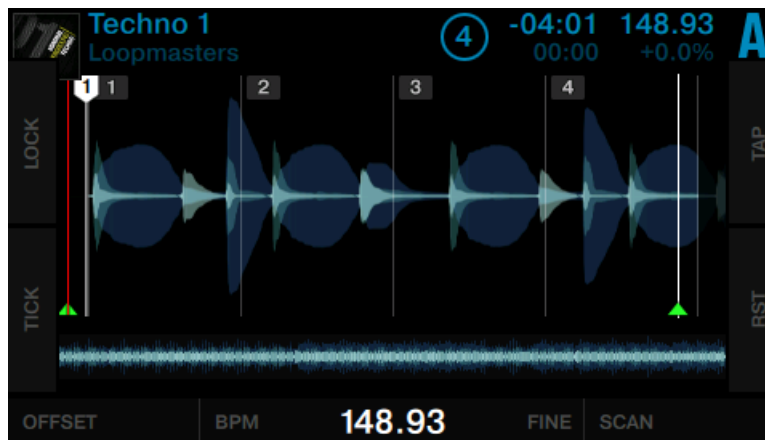 Techno 1
Loopmasters
4
-04:01
00:00
148.93
+0.0%
A
LOCK
TICK
1
1
2
3
4
TAP
RST
OFFSET
BPM
148.93
FINE
SCAN